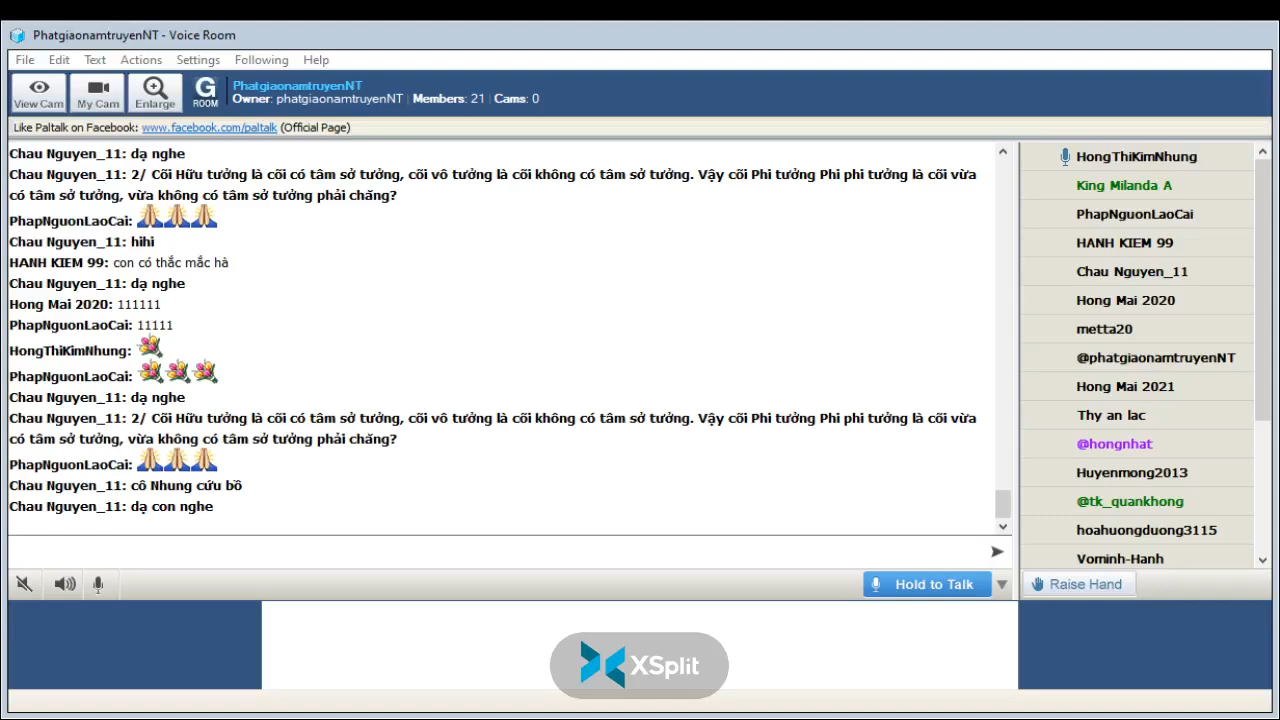 PhatgiaonamtruyenNT - Voice Room
File Edit Text Actions Settings Following Help
View Cam My Cam Enlarge G ROOM
PhatgiaonamtruyenNT
Owner: phatgiaonamtruyenNT | Members: 21 | Cams: 0
Like Paltalk on Facebook: www.facebook.com/paltalk (Official Page)
Chau Nguyen_11: dạ nghe
Chau Nguyen_11: 2/ Cõi Hữu tưởng là cõi có tâm sở tưởng, cõi vô tưởng là cõi không có tâm sở tưởng. Vậy cõi Phi tưởng Phi phi tưởng là cõi vừa
có tâm sở tưởng, vừa không có tâm sở tưởng phải chăng?
PhapNguonLaoCai:
Chau Nguyen_11: hihi
HANH KIEM 99: con có thắc mắc hà
Chau Nguyen_11: dạ nghe
Hong Mai 2020: 111111
PhapNguonLaoCai: 11111
HongThiKimNhung:
PhapNguonLaoCai:
Chau Nguyen_11: dạ nghe
Chau Nguyen_11: 2/ Cõi Hữu tưởng là cõi có tâm sở tưởng, cõi vô tưởng là cõi không có tâm sở tưởng. Vậy cõi Phi tưởng Phi phi tưởng là cõi vừa
có tâm sở tưởng, vừa không có tâm sở tưởng phải chăng?
PhapNguonLaoCai:
Chau Nguyen_11: cô Nhung cứu bồ
Chau Nguyen_11: dạ con nghe
HongThiKimNhung
King Milanda A
PhapNguonLaoCai
HANH KIEM 99
Chau Nguyen_11
Hong Mai 2020
metta20
@phatgiaonamtruyenNT
Hong Mai 2021
Thy an lac
@hongnhat
Huyenmong2013
@tk_quankhong
hoahuongduong3115
Vominh-Hanh
Hold to Talk
Raise Hand
XSplit